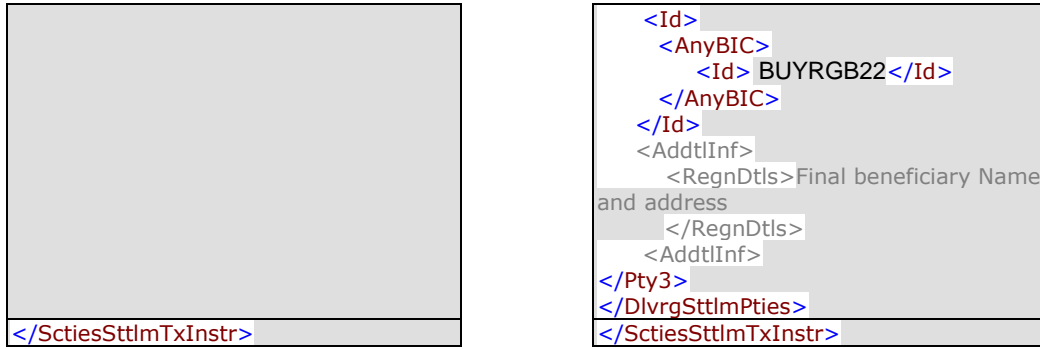 </SctiesSttlmTxInstr>
<Id>
<AnyBIC>
<Id> BUYRGB22</Id>
</AnyBIC>
</Id>
<AddtlInf>
<RegnDtls>Final beneficiary Name
and address
</RegnDtls>
<AddtlInf>
</Pty3>
</DlvrgSttlmPties>
</SctiesSttlmTxInstr>